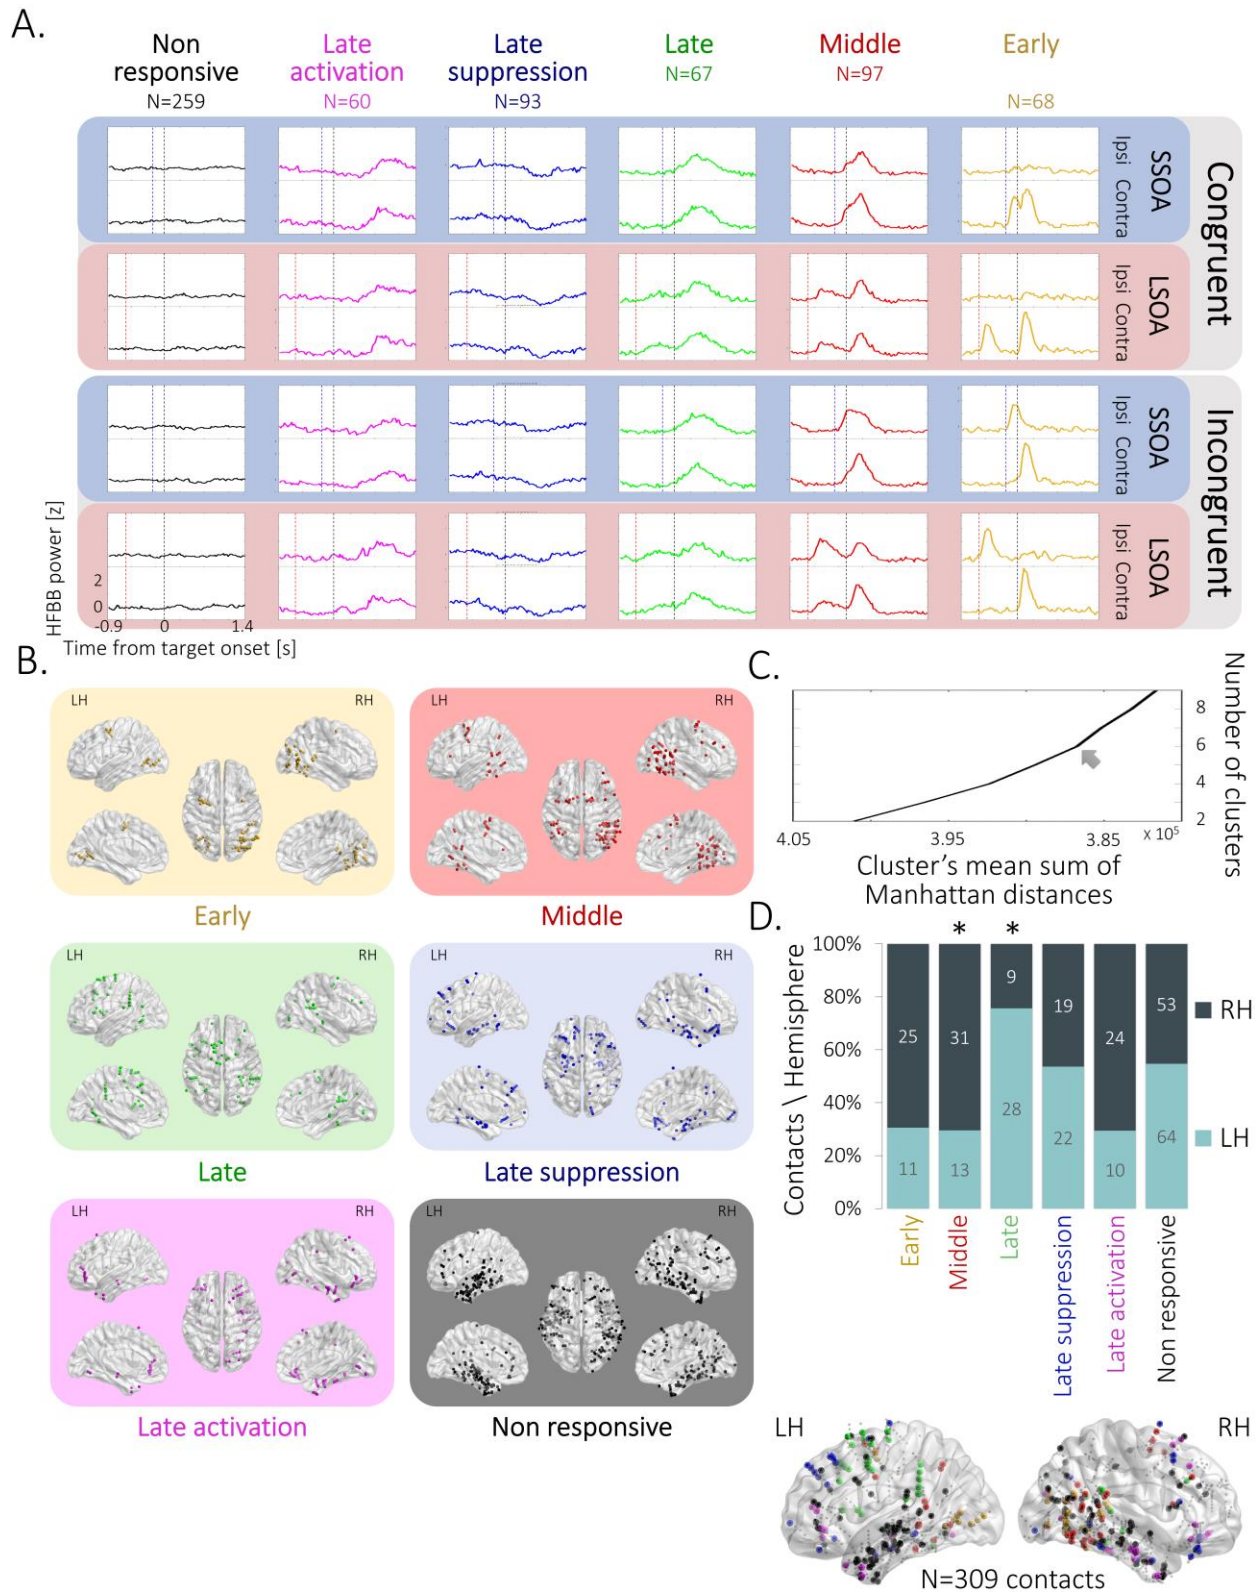 A.
Non
responsive
N=259
Late
activation
N=60
Late
suppression
N=93
Late
N=67
Middle
N=97
Early
N=68
Ipsi
Contra
SSOA
Ipsi
Contra
LSOA
Congruent
Ipsi
Contra
SSOA
Ipsi
Contra
LSOA
Incongruent
HFBB power [z]
2
0
-0.9
0
1.4
Time from target onset [s]
B.
LH
RH
Early
LH
RH
Middle
LH
RH
Late
LH
RH
Late suppression
LH
RH
Late activation
LH
RH
Non responsive
C.
8
6
4
2
Number of clusters
4.05
3.95
3.85
x 10⁵
Cluster's mean sum of
Manhattan distances
D.
* *
100%
80%
60%
40%
20%
0%
Contacts \ Hemisphere
25
31
9
19
24
53
11
13
28
22
10
64
RH
LH
Early
Middle
Late
Late suppression
Late activation
Non responsive
LH
RH
N=309 contacts